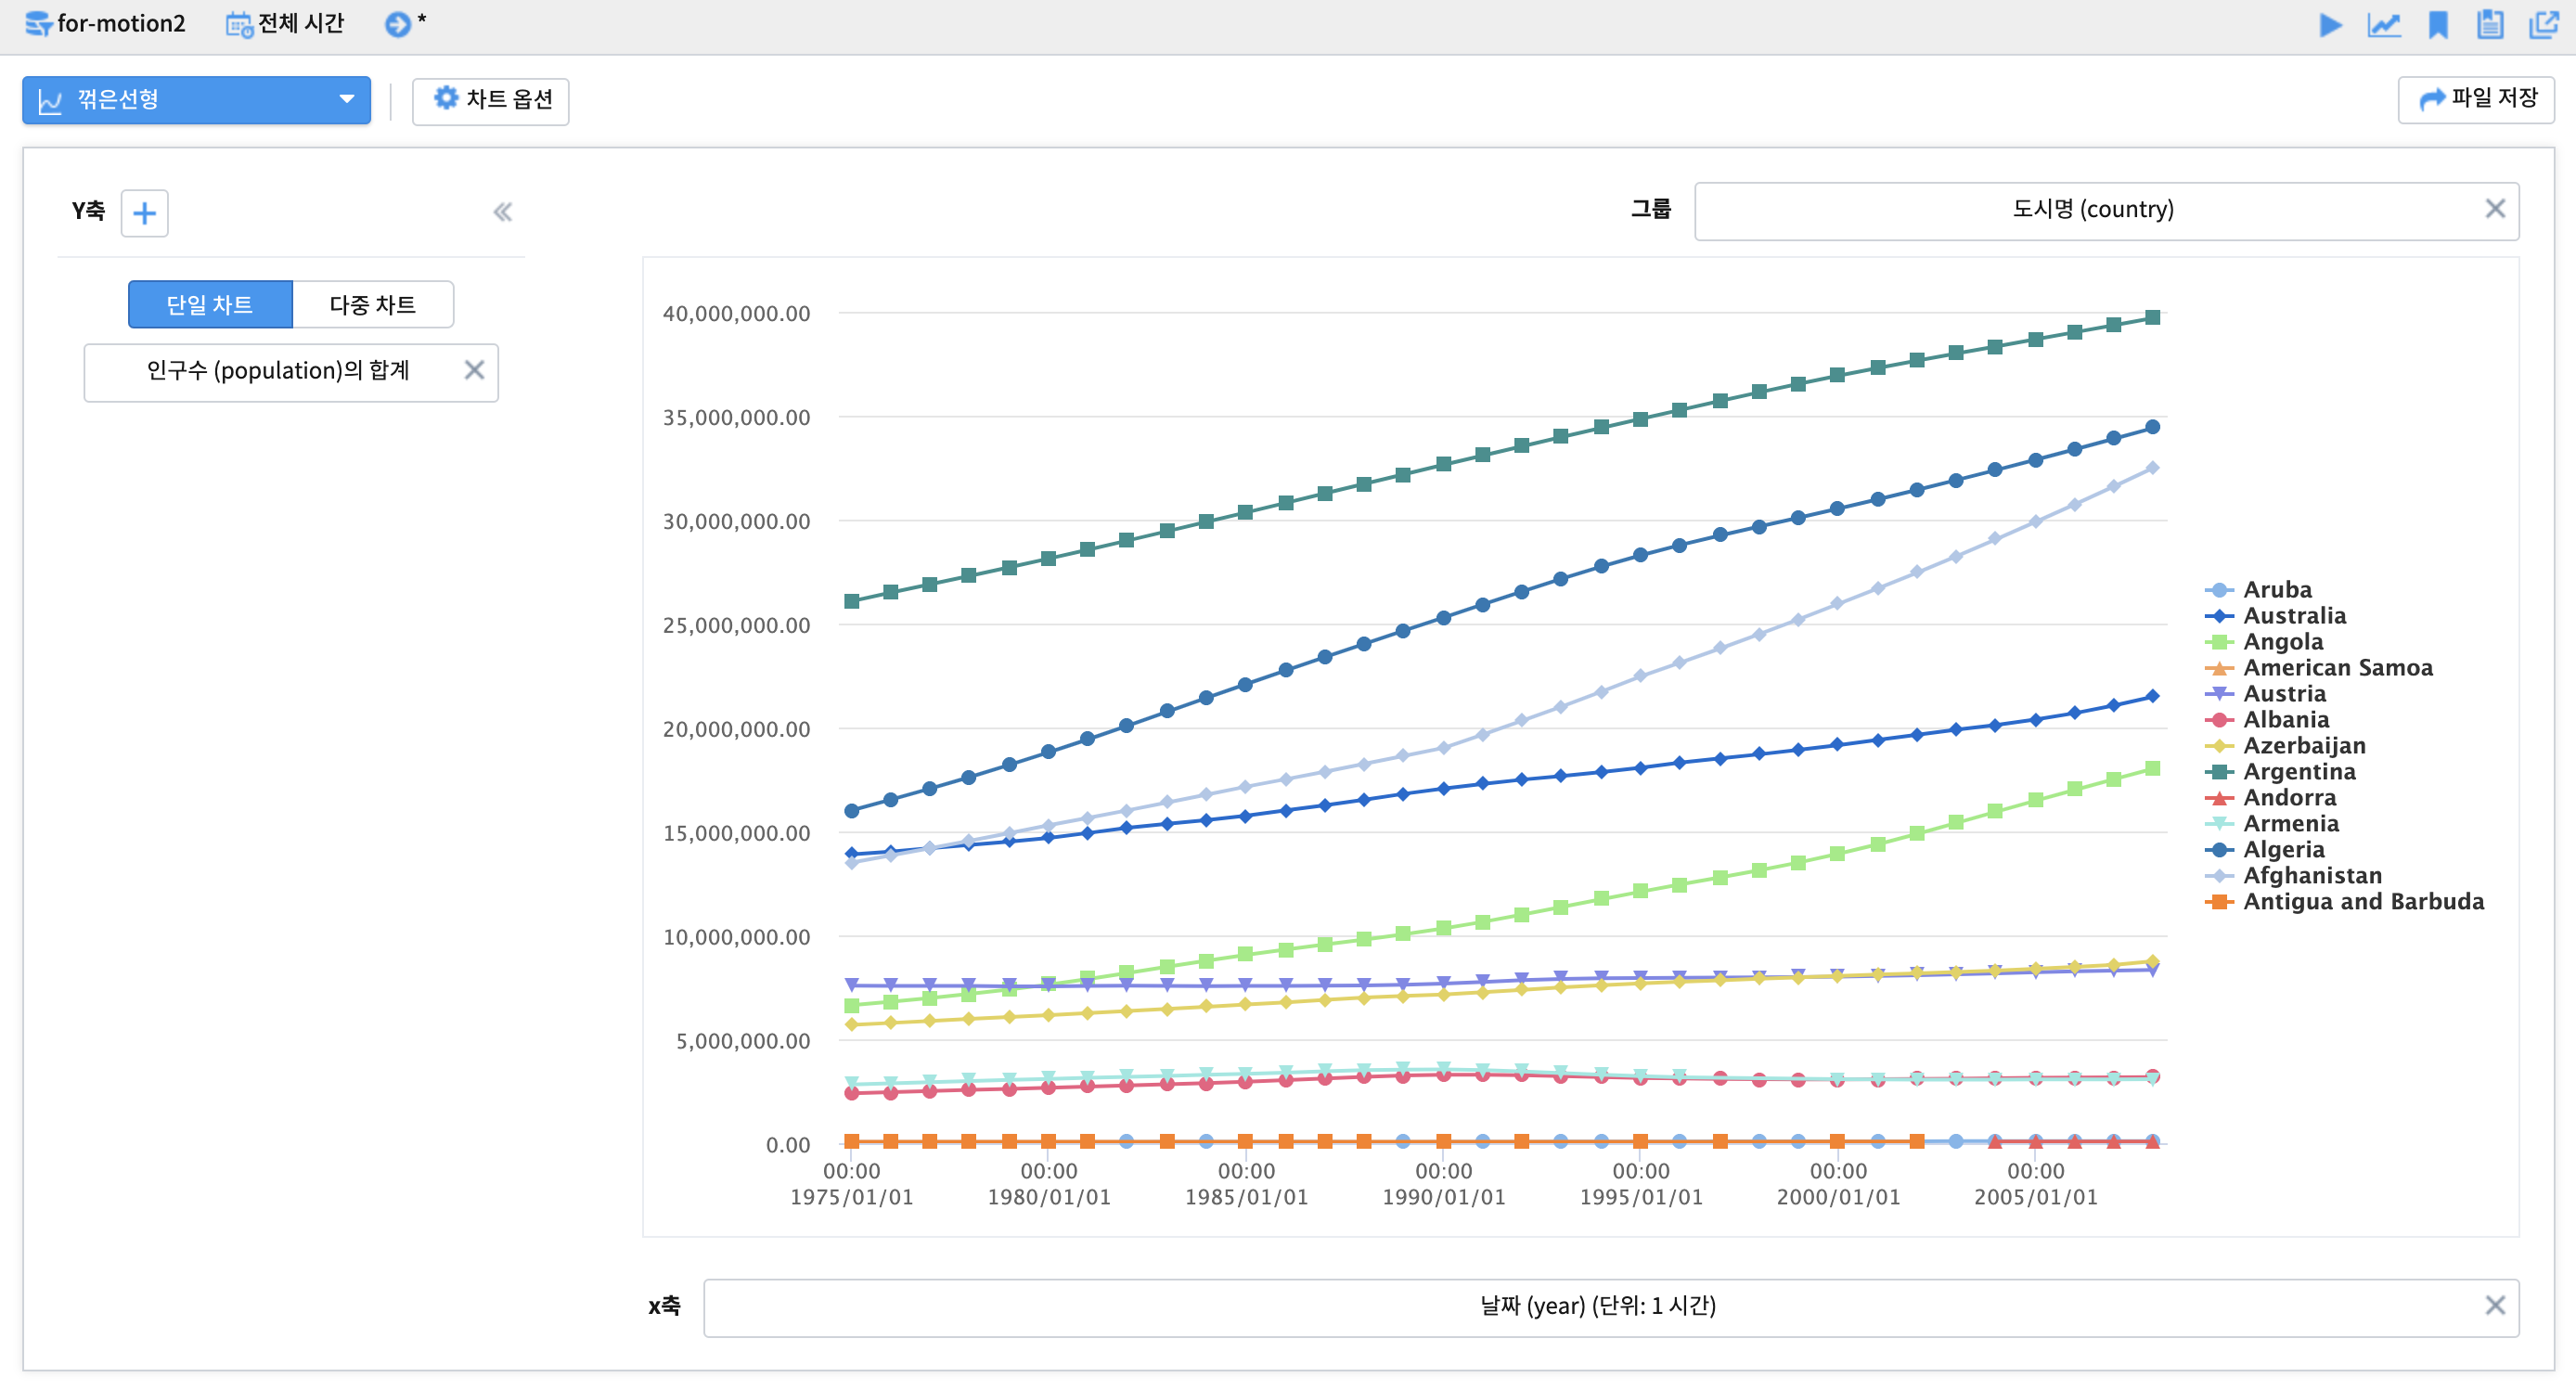 for-motion2 전체 시간 *
꺾은선형 차트 옵션 파일 저장
Y축
그룹 도시명 (country)
단일 차트 다중 차트
인구수 (population)의 합계
40,000,000.00
35,000,000.00
30,000,000.00
25,000,000.00
20,000,000.00
15,000,000.00
10,000,000.00
5,000,000.00
0.00
00:00 00:00 00:00 00:00 00:00 00:00 00:00
1975/01/01 1980/01/01 1985/01/01 1990/01/01 1995/01/01 2000/01/01 2005/01/01
Aruba
Australia
Angola
American Samoa
Austria
Albania
Azerbaijan
Argentina
Andorra
Armenia
Algeria
Afghanistan
Antigua and Barbuda
x축 날짜 (year) (단위: 1 시간)